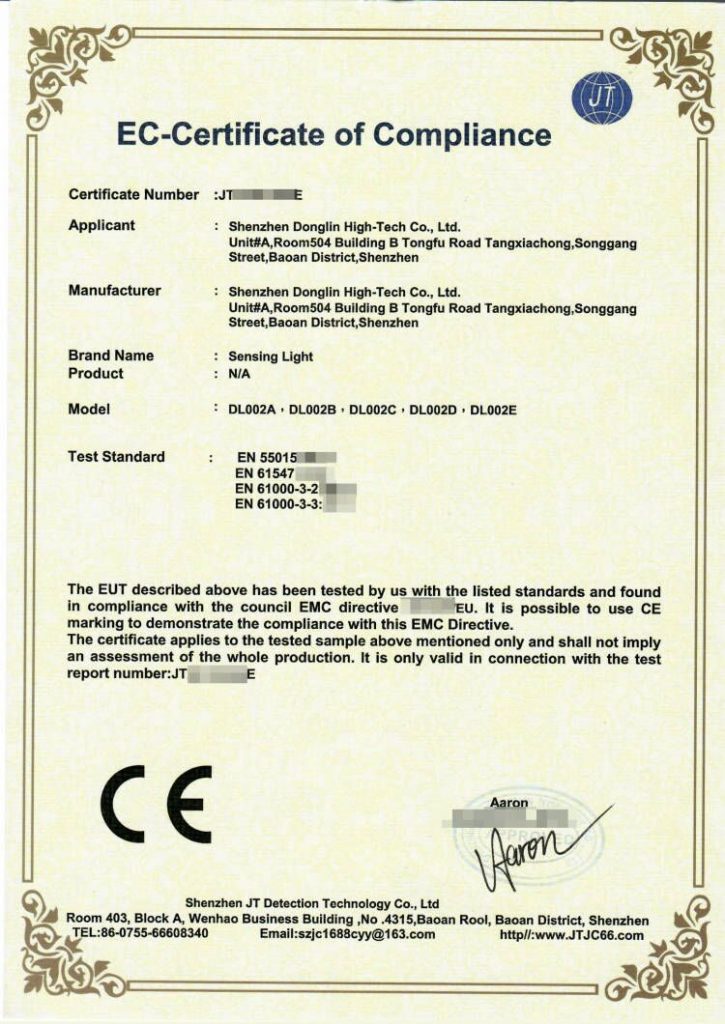 JT
EC-Certificate of Compliance
Certificate Number :JT E
Applicant : Shenzhen Donglin High-Tech Co., Ltd.
Unit#A,Room504 Building B Tongfu Road Tangxiachong,Songgang
Street,Baoan District,Shenzhen
Manufacturer : Shenzhen Donglin High-Tech Co., Ltd.
Unit#A,Room504 Building B Tongfu Road Tangxiachong,Songgang
Street,Baoan District,Shenzhen
Brand Name : Sensing Light
Product : N/A
Model : DL002A，DL002B，DL002C，DL002D，DL002E
Test Standard : EN 55015
EN 61547
EN 61000-3-2
EN 61000-3-3:
The EUT described above has been tested by us with the listed standards and found
in compliance with the council EMC directive EU. It is possible to use CE
marking to demonstrate the compliance with this EMC Directive.
The certificate applies to the tested sample above mentioned only and shall not imply
an assessment of the whole production. It is only valid in connection with the test
report number:JT E
CE
Aaron
APPROVED
Aaron
Shenzhen JT Detection Technology Co., Ltd
Room 403, Block A, Wenhao Business Building ,No .4315,Baoan Rool, Baoan District, Shenzhen
TEL:86-0755-66608340 Email:szjc1688cyy@163.com http//:www.JTJC66.com